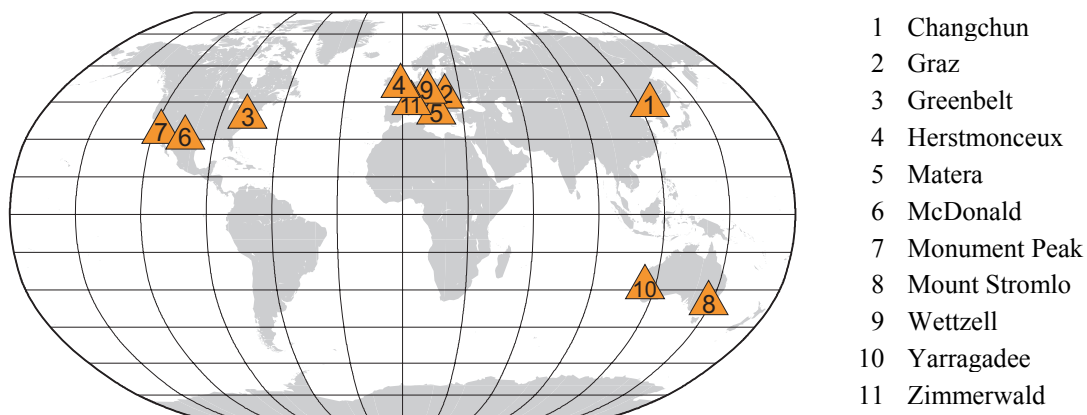 4 9 2
11 5
1
3
7 6
10
8
1 Changchun
2 Graz
3 Greenbelt
4 Herstmonceux
5 Matera
6 McDonald
7 Monument Peak
8 Mount Stromlo
9 Wettzell
10 Yarragadee
11 Zimmerwald